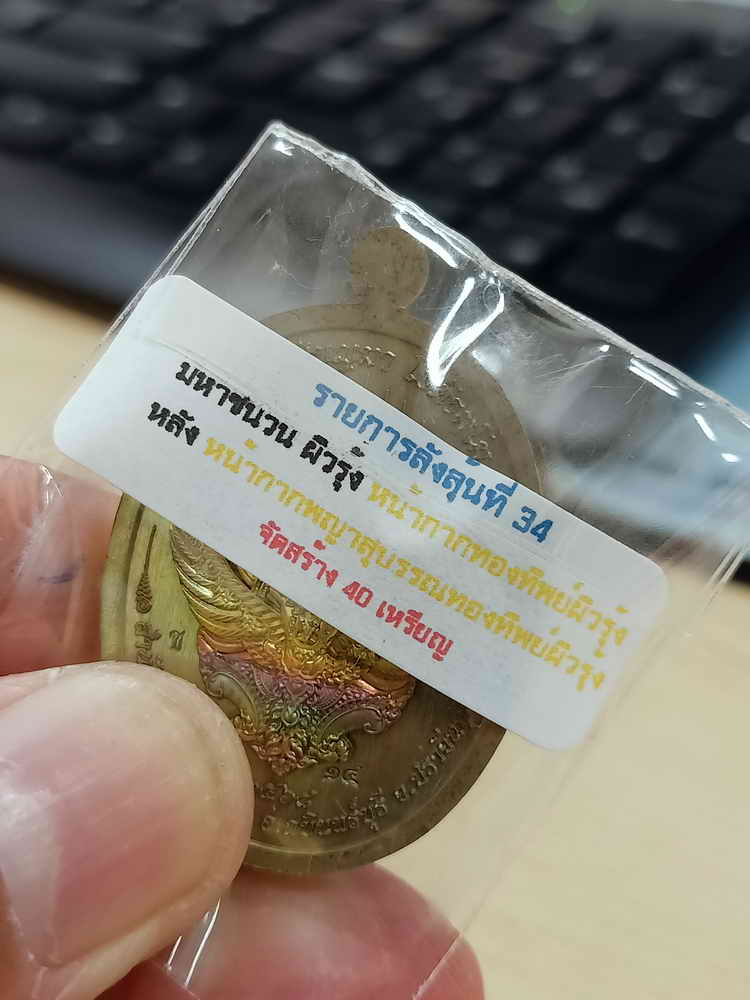 รายการลังลุ้นที่ 34
มหาชนวน ผิวรุ้ง หน้ากากทองทิพย์ผิวรุ้ง
หลัง หน้ากากพญาสุบรรณทองทิพย์ผิวรุ้ง
จัดสร้าง 40 เหรียญ
ช
๑๔